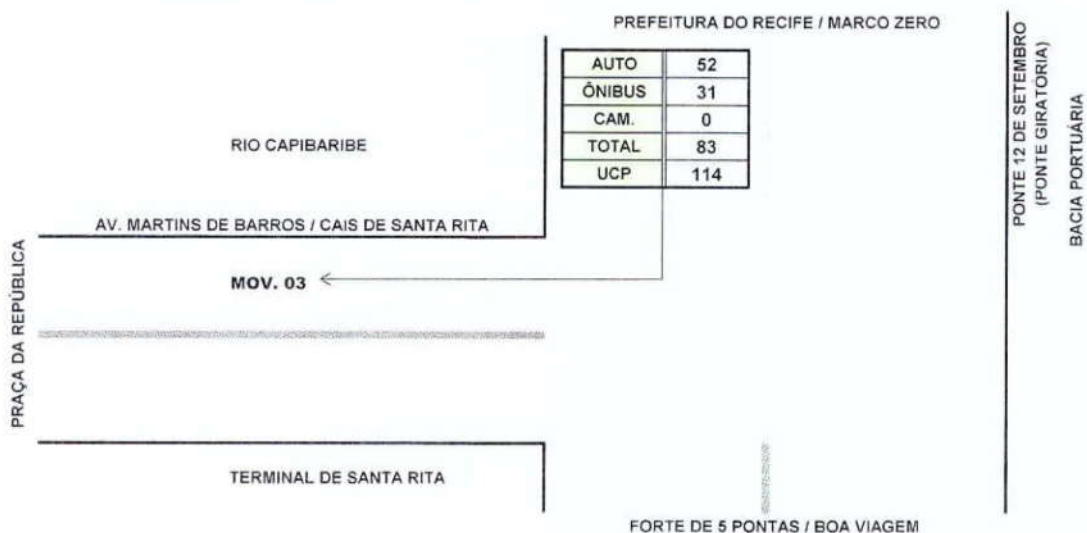 PREFEITURA DO RECIFE / MARCO ZERO
AUTO 52
ÔNIBUS 31
CAM. 0
TOTAL 83
UCP 114
RIO CAPIBARIBE
AV. MARTINS DE BARROS / CAIS DE SANTA RITA
MOV. 03
PRAÇA DA REPÚBLICA
TERMINAL DE SANTA RITA
FORTE DE 5 PONTAS / BOA VIAGEM
PONTE 12 DE SETEMBRO
(PONTE GIRATÓRIA)
BACIA PORTUÁRIA